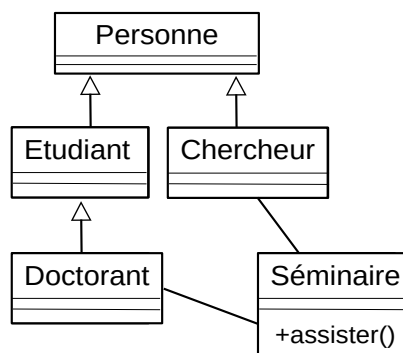 Personne
Etudiant
Chercheur
Doctorant
Séminaire
+assister()